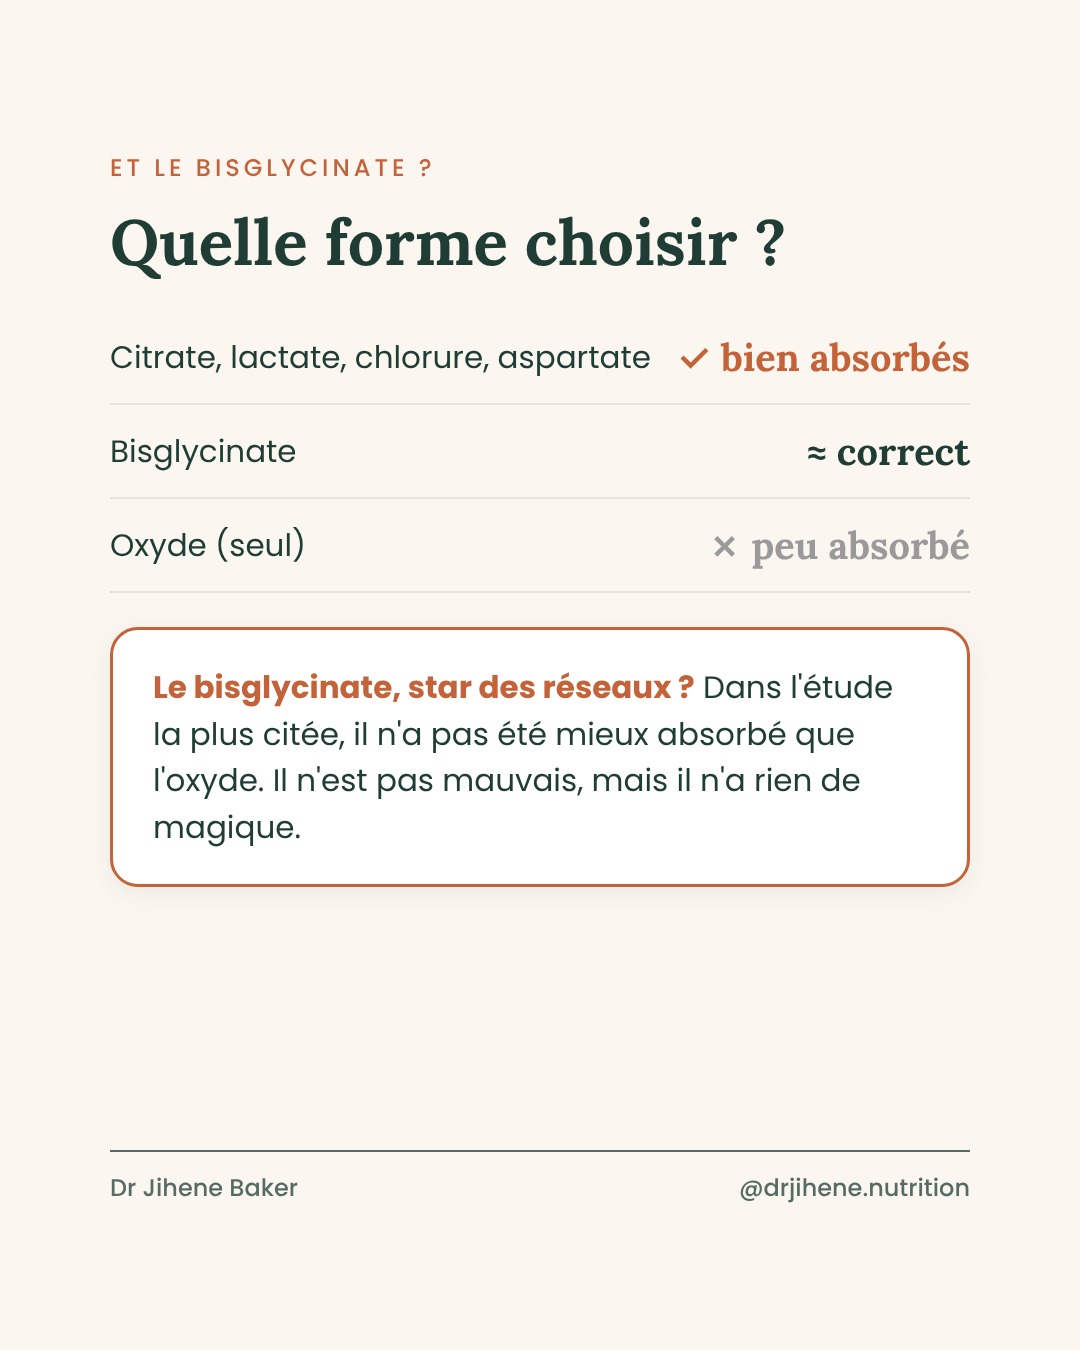 ET LE BISGLYCINATE ?
Quelle forme choisir ?
Citrate, lactate, chlorure, aspartate ✓ bien absorbés
Bisglycinate ≈ correct
Oxyde (seul) ✕ peu absorbé
Le bisglycinate, star des réseaux ? Dans l'étude
la plus citée, il n'a pas été mieux absorbé que
l'oxyde. Il n'est pas mauvais, mais il n'a rien de
magique.
Dr Jihene Baker @drjihene.nutrition